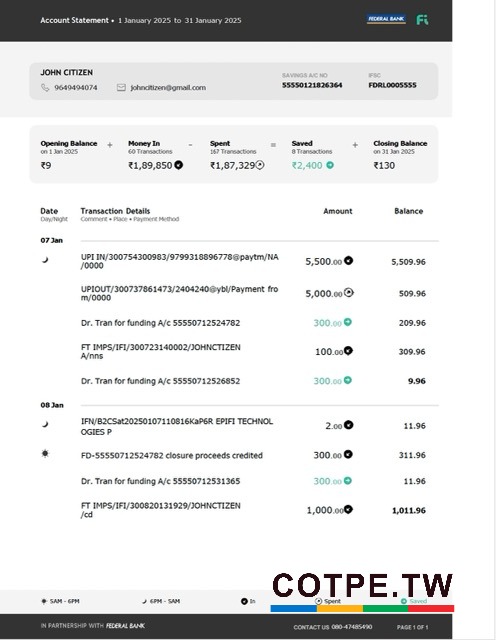 Account Statement • 1 January 2025 to 31 January 2025
FEDERAL BANK
Fi
JOHN CITIZEN
SAVINGS A/C NO
IFSC
9649494074
johncitizen@gmail.com
55550121826364
FDRL0005555
Opening Balance + Money In - Spent = Saved + Closing Balance
on 1 Jan 2025 60 Transactions 167 Transactions 8 Transactions on 31 Jan 2025
₹9 ₹1,89,850 ₹1,87,329 ₹2,400 ₹130
Date Transaction Details Amount Balance
Day/Night Comment • Place • Payment Method
07 Jan
UPI IN/300754300983/9799318896778@paytm/NA
/0000
5,500.00 5,509.96
UPIOUT/300737861473/2404240@ybl/Payment fro
m/0000
5,000.00 509.96
Dr. Tran for funding A/c 55550712524782 300.00 209.96
FT IMPS/IFI/300723140002/JOHNCTIZEN
A/nns
100.00 309.96
Dr. Tran for funding A/c 55550712526852 300.00 9.96
08 Jan
IFN/B2CSat20250107110816KaP6R EPIFI TECHNOL
OGIES P
2.00 11.96
FD-55550712524782 closure proceeds credited 300.00 311.96
Dr. Tran for funding A/c 55550712531365 300.00 11.96
FT IMPS/IFI/300820131929/JOHNCTIZEN
/cd
1,000.00 1,011.96
5AM - 6PM 6PM - 5AM In Spent Saved
COTPE.TW
IN PARTNERSHIP WITH FEDERAL BANK
CONTACT US 080-47485490 PAGE 1 OF 1